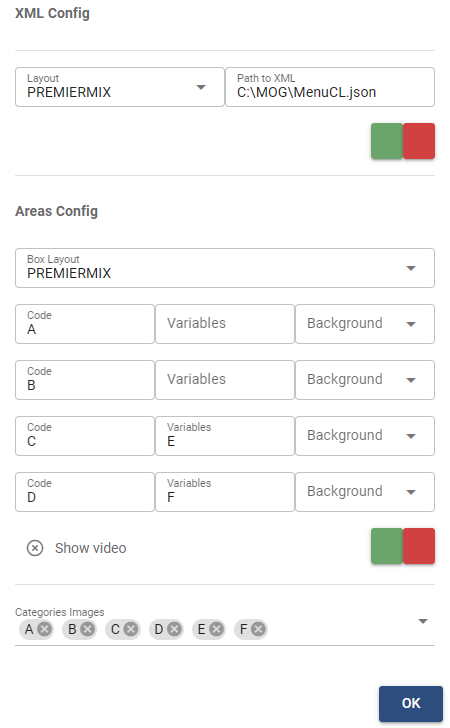 XML Config
Layout Path to XML
PREMIERMIX C:\MOG\MenuCL.json
Areas Config
Box Layout
PREMIERMIX
Code
A Variables Background
Code
B Variables Background
Code Variables
C E Background
Code Variables
D F Background
Show video
Categories Images
A B C D E F
OK